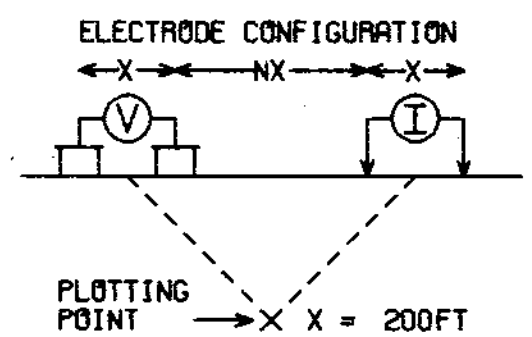 ELECTRODE CONFIGURATION
X NX X
V I
PLOTTING
POINT X X = 200FT